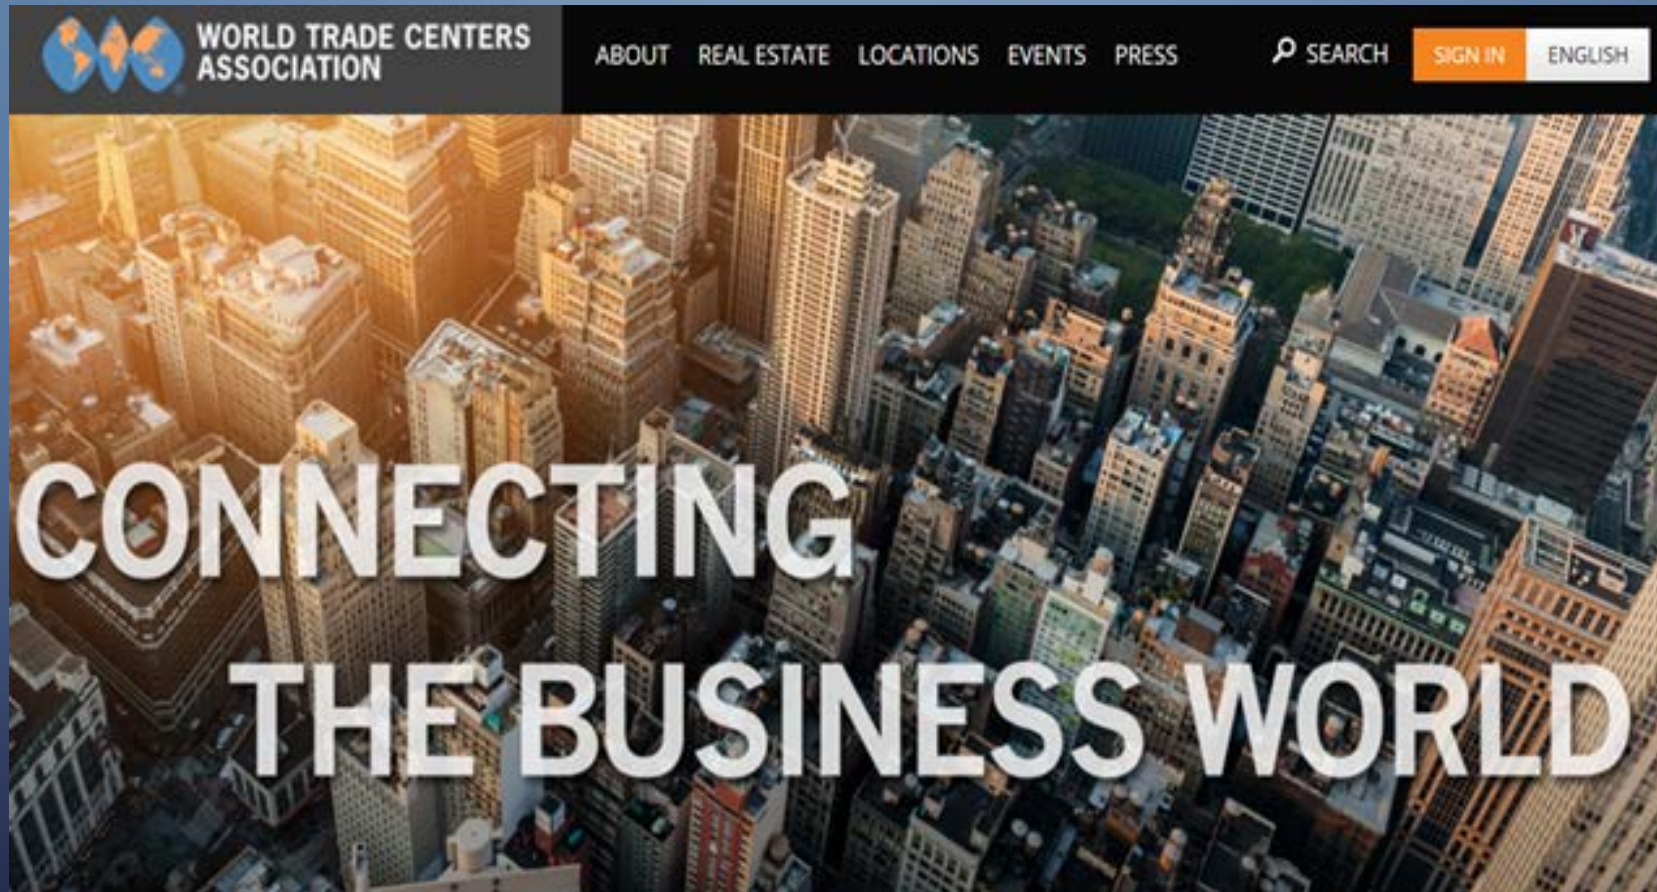 WORLD TRADE CENTERS
ASSOCIATION
ABOUT REAL ESTATE LOCATIONS EVENTS PRESS SEARCH SIGN IN ENGLISH
CONNECTING
THE BUSINESS WORLD